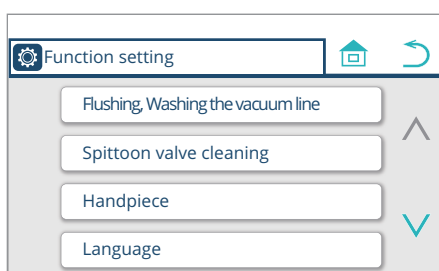 Function setting
Flushing, Washing the vacuum line
Spittoon valve cleaning
Handpiece
Language